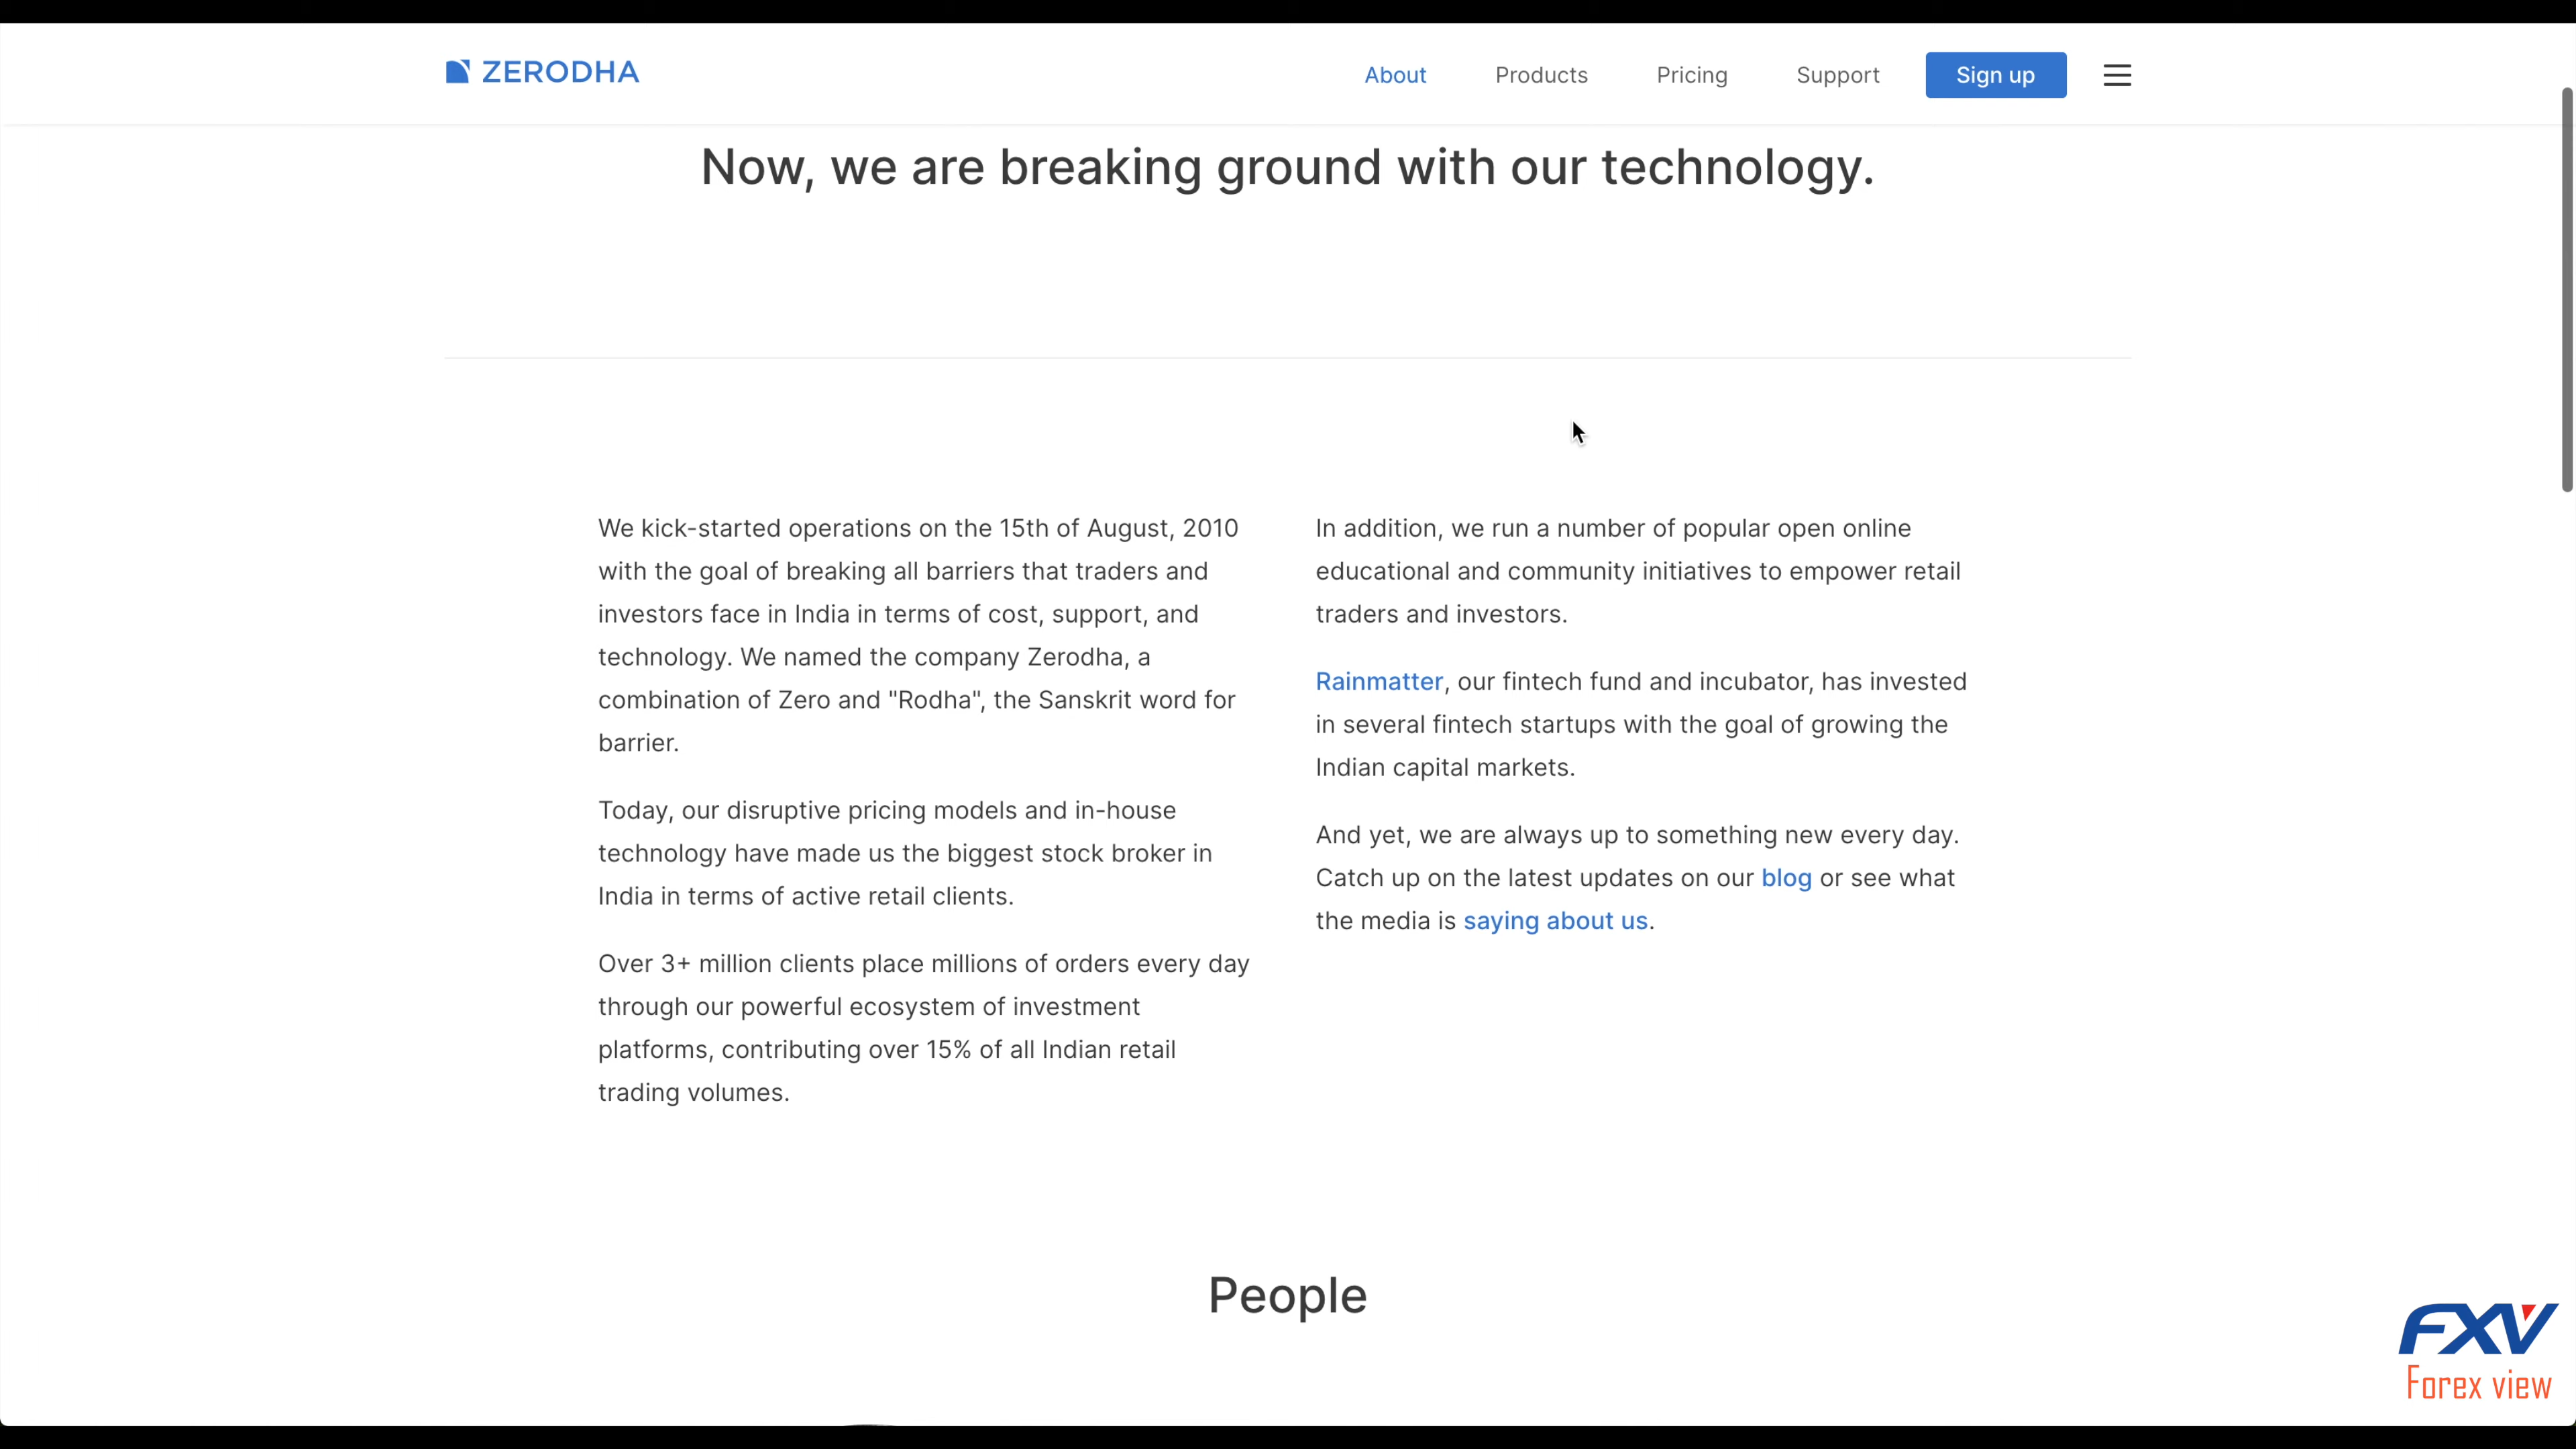 ZERODHA
About
Products
Pricing
Support
Sign up
Now, we are breaking ground with our technology.
We kick-started operations on the 15th of August, 2010
with the goal of breaking all barriers that traders and
investors face in India in terms of cost, support, and
technology. We named the company Zerodha, a
combination of Zero and "Rodha", the Sanskrit word for
barrier.
Today, our disruptive pricing models and in-house
technology have made us the biggest stock broker in
India in terms of active retail clients.
Over 3+ million clients place millions of orders every day
through our powerful ecosystem of investment
platforms, contributing over 15% of all Indian retail
trading volumes.
In addition, we run a number of popular open online
educational and community initiatives to empower retail
traders and investors.
Rainmatter, our fintech fund and incubator, has invested
in several fintech startups with the goal of growing the
Indian capital markets.
And yet, we are always up to something new every day.
Catch up on the latest updates on our blog or see what
the media is saying about us.
People
FXV
Forex view